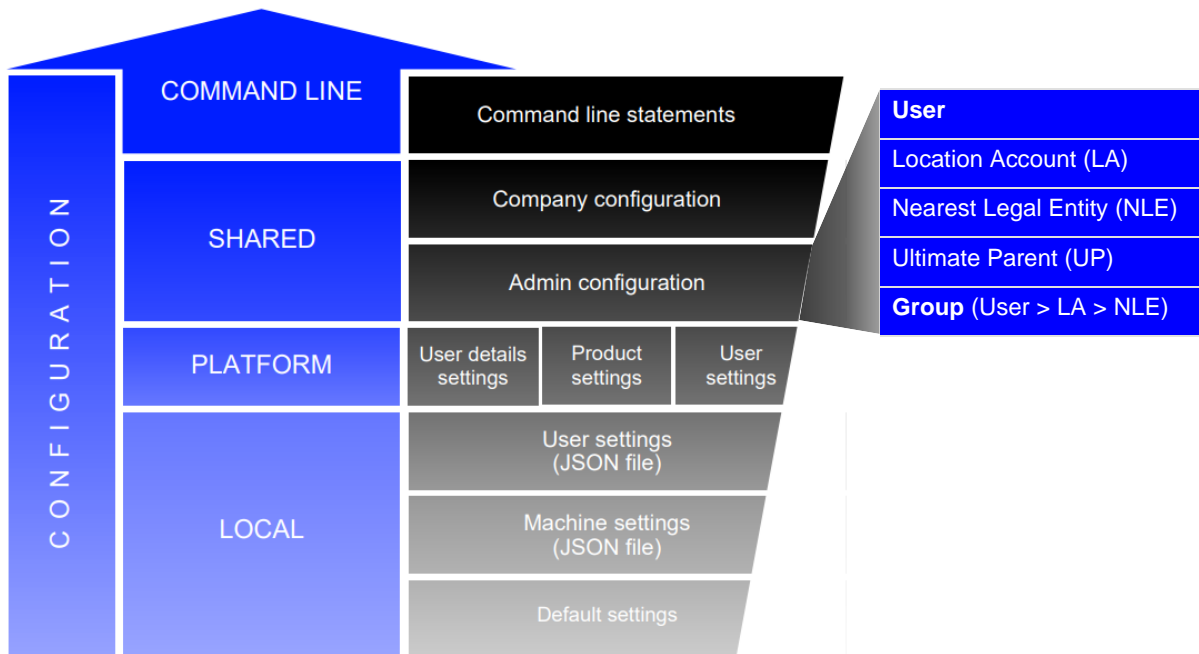 CONFIGURATION
COMMAND LINE
Command line statements
SHARED
Company configuration
Admin configuration
User
Location Account (LA)
Nearest Legal Entity (NLE)
Ultimate Parent (UP)
Group (User > LA > NLE)
PLATFORM
User details
settings
Product
settings
User
settings
LOCAL
User settings
(JSON file)
Machine settings
(JSON file)
Default settings